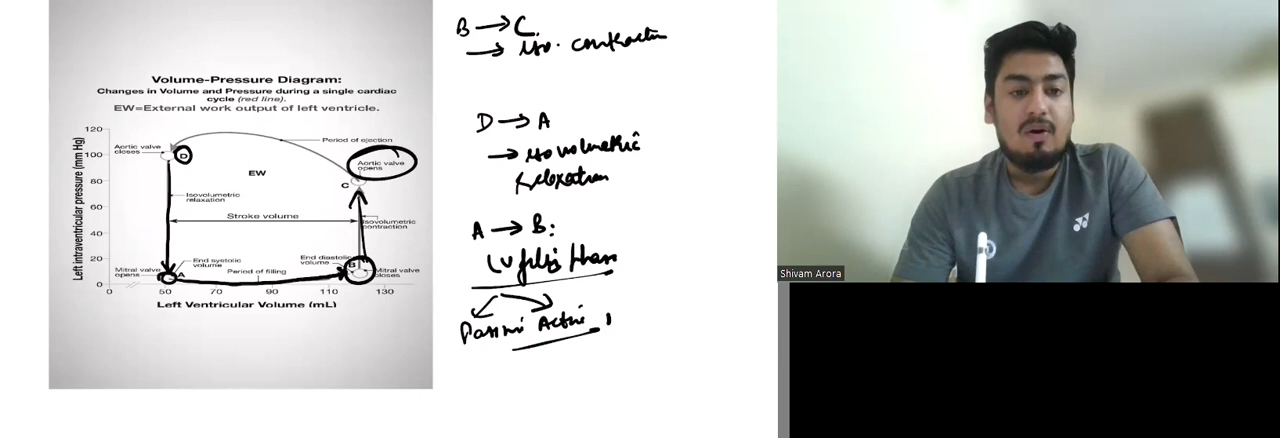 Volume-Pressure Diagram:
Changes in Volume and Pressure during a single cardiac
cycle (red line).
EW=External work output of left ventricle.
Left intraventricular pressure (mm Hg)
120
100
80
60
40
20
0
Aortic valve
closes
D
Period of ejection
Aortic valve
opens
EW
C
Isovolumetric
relaxation
Stroke volume
Isovolumetric
contraction
End systolic
volume
End diastolic
volume
Mitral valve
opens
A
Period of filling
B
Mitral valve
closes
0 50 70 90 110 130
Left Ventricular Volume (mL)
B → C
→ Iso. contraction
D → A
→ Isovolumetric
Relaxation
A → B:
LV filling
Passive Active
Shivam Arora